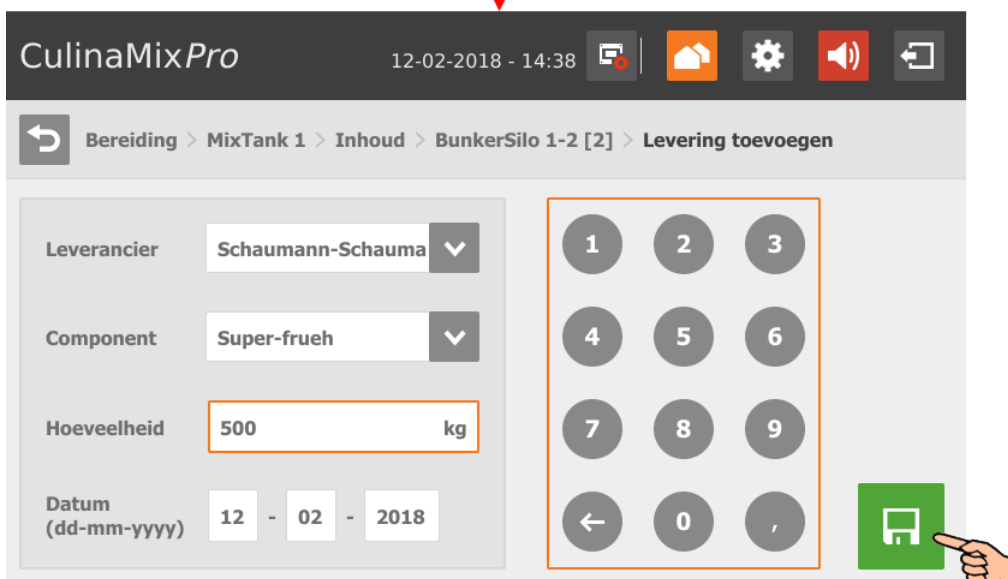 CulinaMixPro
12-02-2018 - 14:38
Bereiding > MixTank 1 > Inhoud > BunkerSilo 1-2 [2] > Levering toevoegen
Leverancier
Schaumann-Schauma
Component
Super-frueh
Hoeveelheid
500 kg
Datum
(dd-mm-yyyy)
12 - 02 - 2018
1 2 3
4 5 6
7 8 9
← 0 ,